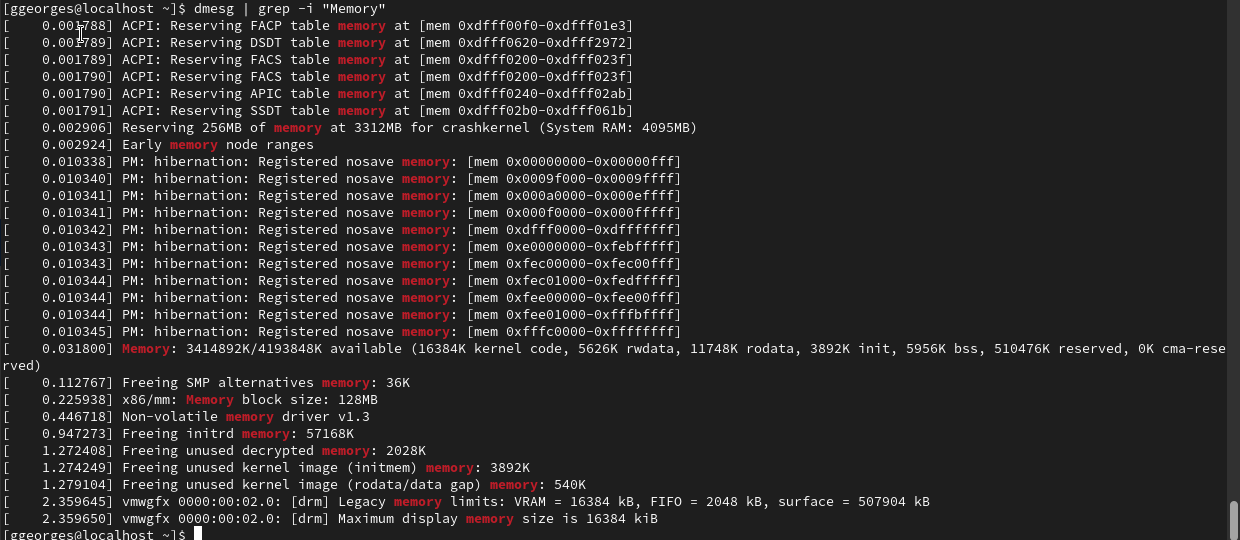 [ggeorges@localhost ~]$ dmesg | grep -i "Memory"
[    0.001788] ACPI: Reserving FACP table memory at [mem 0xdfff00f0-0xdfff01e3]
[    0.001789] ACPI: Reserving DSDT table memory at [mem 0xdfff0620-0xdfff2972]
[    0.001789] ACPI: Reserving FACS table memory at [mem 0xdfff0200-0xdfff023f]
[    0.001790] ACPI: Reserving FACS table memory at [mem 0xdfff0200-0xdfff023f]
[    0.001790] ACPI: Reserving APIC table memory at [mem 0xdfff0240-0xdfff02ab]
[    0.001791] ACPI: Reserving SSDT table memory at [mem 0xdfff02b0-0xdfff061b]
[    0.002906] Reserving 256MB of memory at 3312MB for crashkernel (System RAM: 4095MB)
[    0.002924] Early memory node ranges
[    0.010338] PM: hibernation: Registered nosave memory: [mem 0x00000000-0x00000fff]
[    0.010340] PM: hibernation: Registered nosave memory: [mem 0x0009f000-0x0009ffff]
[    0.010341] PM: hibernation: Registered nosave memory: [mem 0x000a0000-0x000effff]
[    0.010341] PM: hibernation: Registered nosave memory: [mem 0x000f0000-0x000fffff]
[    0.010342] PM: hibernation: Registered nosave memory: [mem 0xdfff0000-0xdfffffff]
[    0.010343] PM: hibernation: Registered nosave memory: [mem 0xe0000000-0xfebfffff]
[    0.010343] PM: hibernation: Registered nosave memory: [mem 0xfec00000-0xfec00fff]
[    0.010344] PM: hibernation: Registered nosave memory: [mem 0xfec01000-0xfedfffff]
[    0.010344] PM: hibernation: Registered nosave memory: [mem 0xfee00000-0xfee00fff]
[    0.010344] PM: hibernation: Registered nosave memory: [mem 0xfee01000-0xfffbffff]
[    0.010345] PM: hibernation: Registered nosave memory: [mem 0xfffc0000-0xffffffff]
[    0.031800] Memory: 3414892K/4193848K available (16384K kernel code, 5626K rwdata, 11748K rodata, 3892K init, 5956K bss, 510476K reserved, 0K cma-rese
rved)
[    0.112767] Freeing SMP alternatives memory: 36K
[    0.225938] x86/mm: Memory block size: 128MB
[    0.446718] Non-volatile memory driver v1.3
[    0.947273] Freeing initrd memory: 57168K
[    1.272408] Freeing unused decrypted memory: 2028K
[    1.274249] Freeing unused kernel image (initmem) memory: 3892K
[    1.279104] Freeing unused kernel image (rodata/data gap) memory: 540K
[    2.359645] vmwgfx 0000:00:02.0: [drm] Legacy memory limits: VRAM = 16384 kB, FIFO = 2048 kB, surface = 507904 kB
[    2.359650] vmwgfx 0000:00:02.0: [drm] Maximum display memory size is 16384 kiB
[ggeorges@localhost ~]$